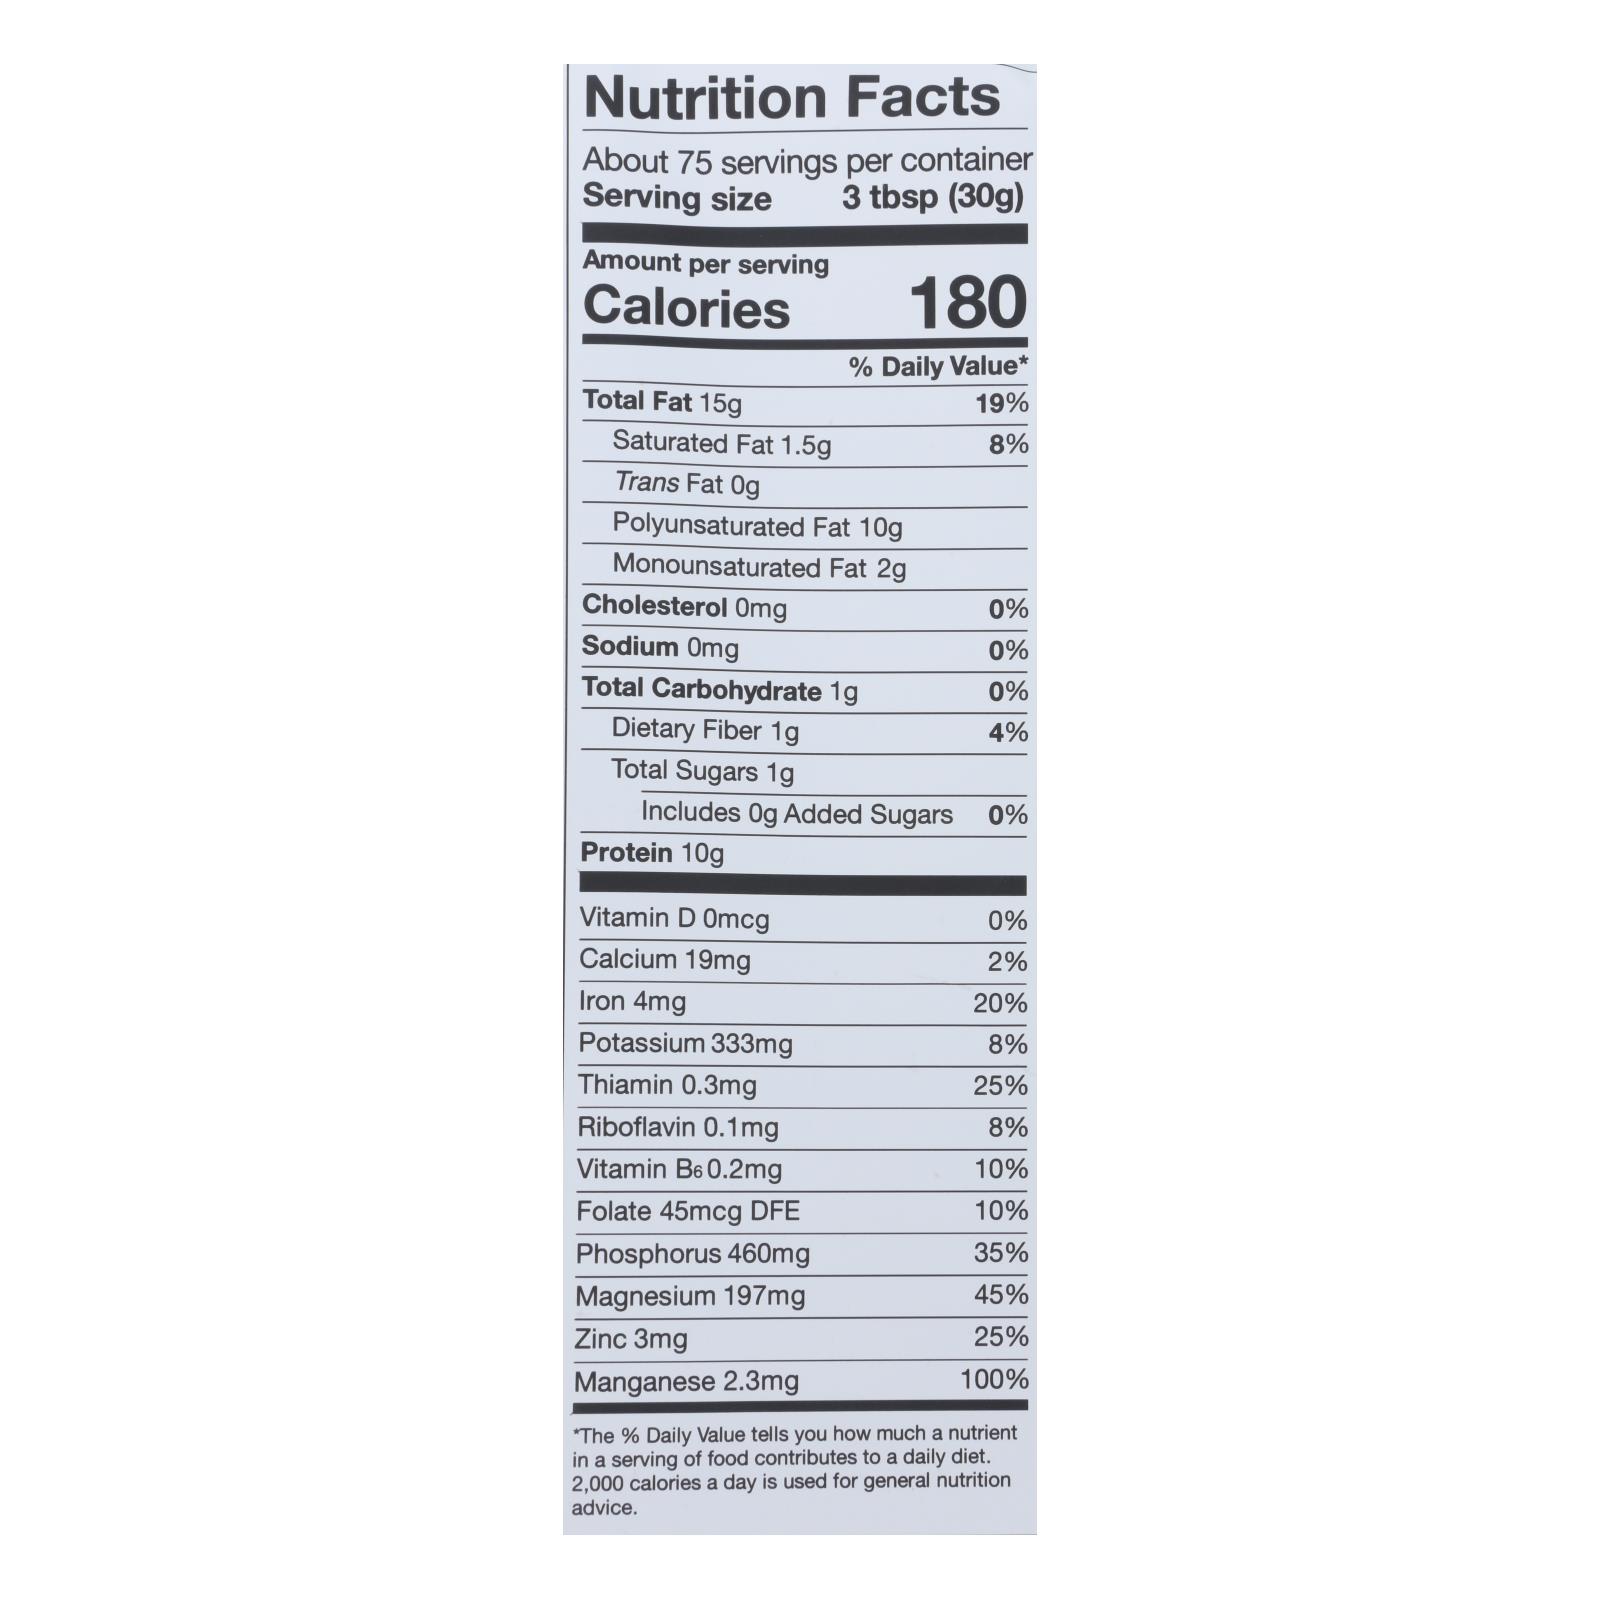 Nutrition Facts
About 75 servings per container
Serving size 3 tbsp (30g)
Amount per serving
Calories 180
% Daily Value*
Total Fat 15g 19%
Saturated Fat 1.5g 8%
Trans Fat 0g
Polyunsaturated Fat 10g
Monounsaturated Fat 2g
Cholesterol 0mg 0%
Sodium 0mg 0%
Total Carbohydrate 1g 0%
Dietary Fiber 1g 4%
Total Sugars 1g
Includes 0g Added Sugars 0%
Protein 10g
Vitamin D 0mcg 0%
Calcium 19mg 2%
Iron 4mg 20%
Potassium 333mg 8%
Thiamin 0.3mg 25%
Riboflavin 0.1mg 8%
Vitamin B6 0.2mg 10%
Folate 45mcg DFE 10%
Phosphorus 460mg 35%
Magnesium 197mg 45%
Zinc 3mg 25%
Manganese 2.3mg 100%
*The % Daily Value tells you how much a nutrient
in a serving of food contributes to a daily diet.
2,000 calories a day is used for general nutrition
advice.